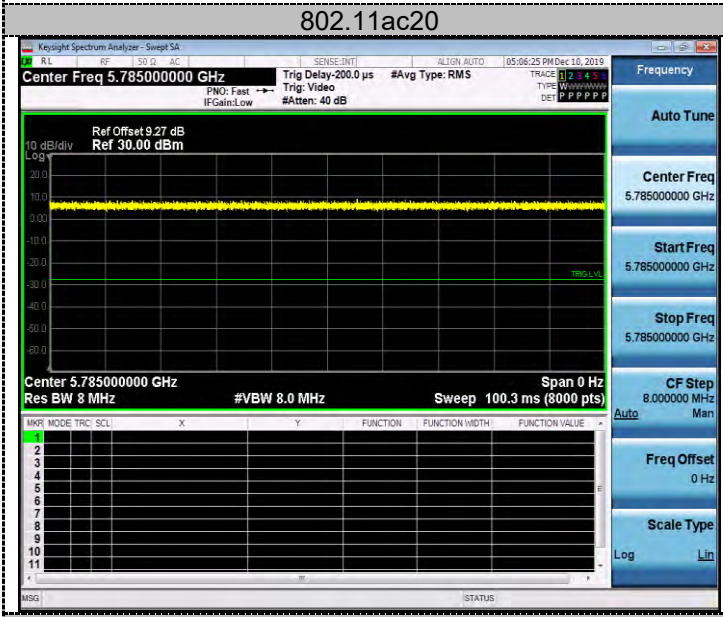 802.11ac20
Keysight Spectrum Analyzer - Swept SA
RL RF 50 Ω AC SENSE:INT ALIGN AUTO 05:06:25 PM Dec 10, 2019
Center Freq 5.785000000 GHz
PNO: Fast
IFGain:Low
Trig Delay-200.0 µs
Trig: Video
#Atten: 40 dB
#Avg Type: RMS
TRACE 1 2 3 4 5 6
TYPE W
DET P P P P P P
Ref Offset 9.27 dB
10 dB/div Ref 30.00 dBm
Log
20.0
10.0
0.00
-10.0
-20.0
TRIG LVL
-30.0
-40.0
-50.0
-60.0
Center 5.785000000 GHz Span 0 Hz
Res BW 8 MHz #VBW 8.0 MHz Sweep 100.3 ms (8000 pts)
MKR MODE TRC SCL X Y FUNCTION FUNCTION WIDTH FUNCTION VALUE
1
2
3
4
5
6
7
8
9
10
11
MSG STATUS
Frequency
Auto Tune
Center Freq
5.785000000 GHz
Start Freq
5.785000000 GHz
Stop Freq
5.785000000 GHz
CF Step
8.000000 MHz
Auto Man
Freq Offset
0 Hz
Scale Type
Log Lin